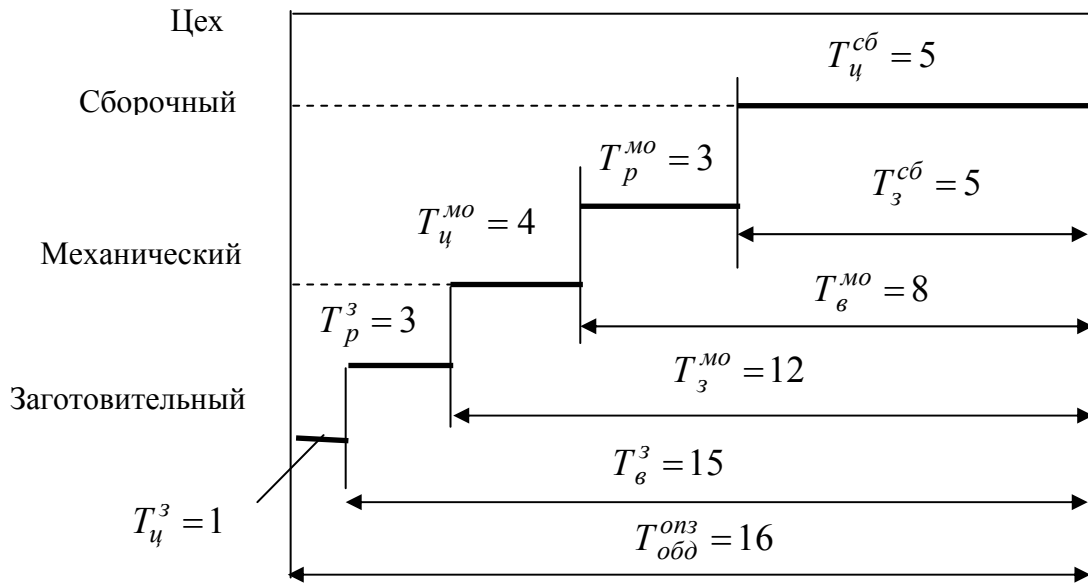 Цех
T_ц^сб = 5
Сборочный
T_р^мо = 3
T_з^сб = 5
T_ц^мо = 4
Механический
T_в^мо = 8
T_р^з = 3
T_з^мо = 12
Заготовительный
T_в^з = 15
T_ц^з = 1
T_обд^опз = 16